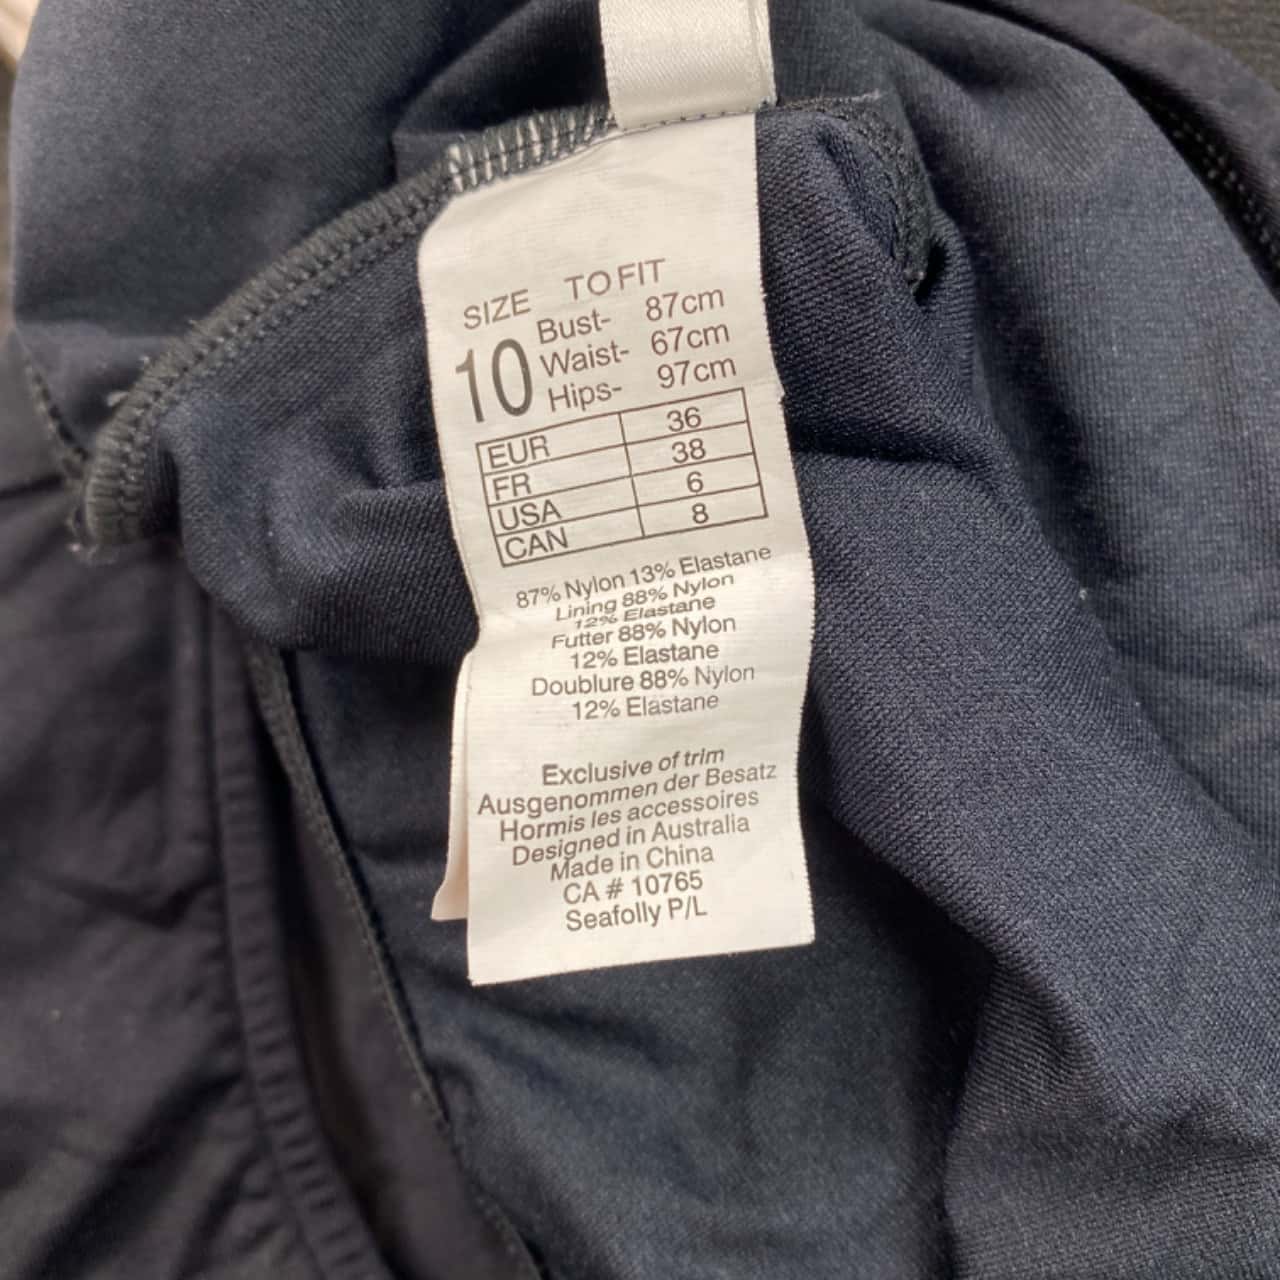 SIZE TO FIT
10
Bust- 87cm
Waist- 67cm
Hips- 97cm
EUR 36
FR 38
USA 6
CAN 8
87% Nylon 13% Elastane
Lining 88% Nylon
12% Elastane
Futter 88% Nylon
12% Elastane
Doublure 88% Nylon
12% Elastane
Exclusive of trim
Ausgenommen der Besatz
Hormis les accessoires
Designed in Australia
Made in China
CA # 10765
Seafolly P/L